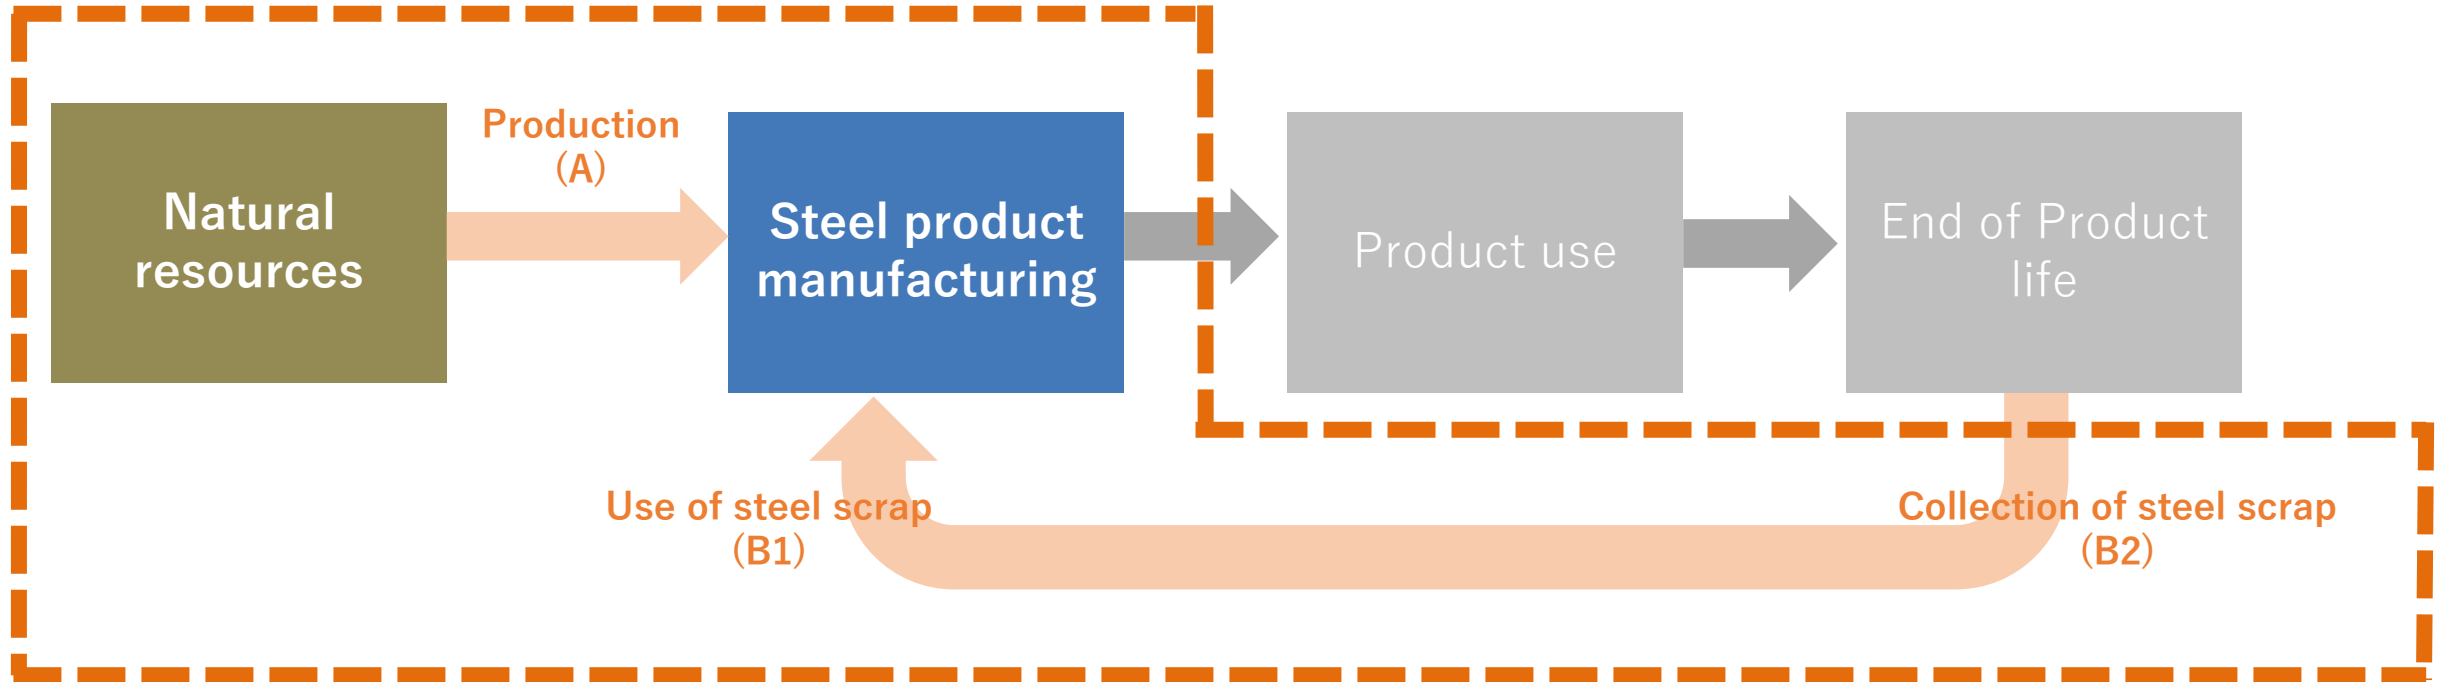 Production
(A)
Natural
resources
Steel product
manufacturing
Product use
End of Product
life
Use of steel scrap
(B1)
Collection of steel scrap
(B2)